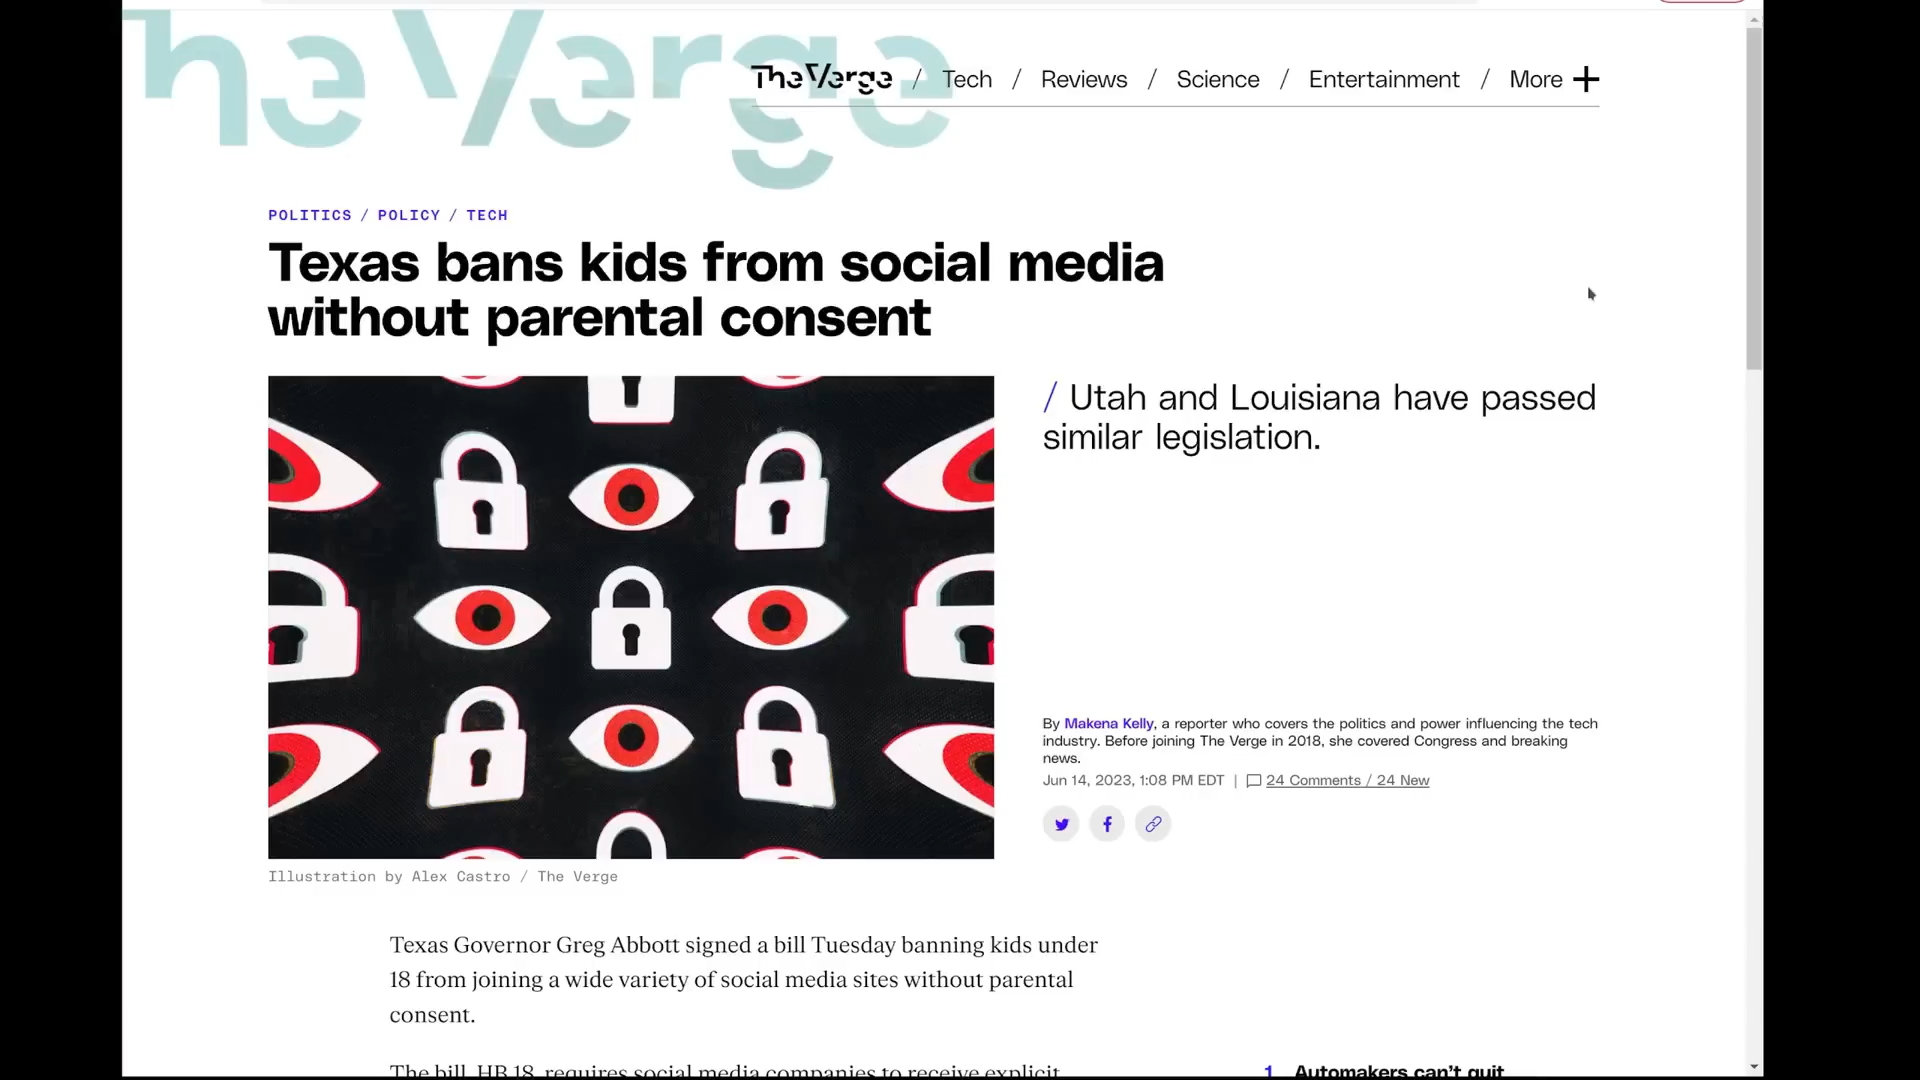 The Verge
The Verge / Tech / Reviews / Science / Entertainment / More +
POLITICS / POLICY / TECH
Texas bans kids from social media
without parental consent
/ Utah and Louisiana have passed
similar legislation.
By Makena Kelly, a reporter who covers the politics and power influencing the tech
industry. Before joining The Verge in 2018, she covered Congress and breaking
news.
Jun 14, 2023, 1:08 PM EDT | 24 Comments / 24 New
Illustration by Alex Castro / The Verge
Texas Governor Greg Abbott signed a bill Tuesday banning kids under
18 from joining a wide variety of social media sites without parental
consent.
The bill, HB 18, requires social media companies to receive explicit
1 Automakers can't quit